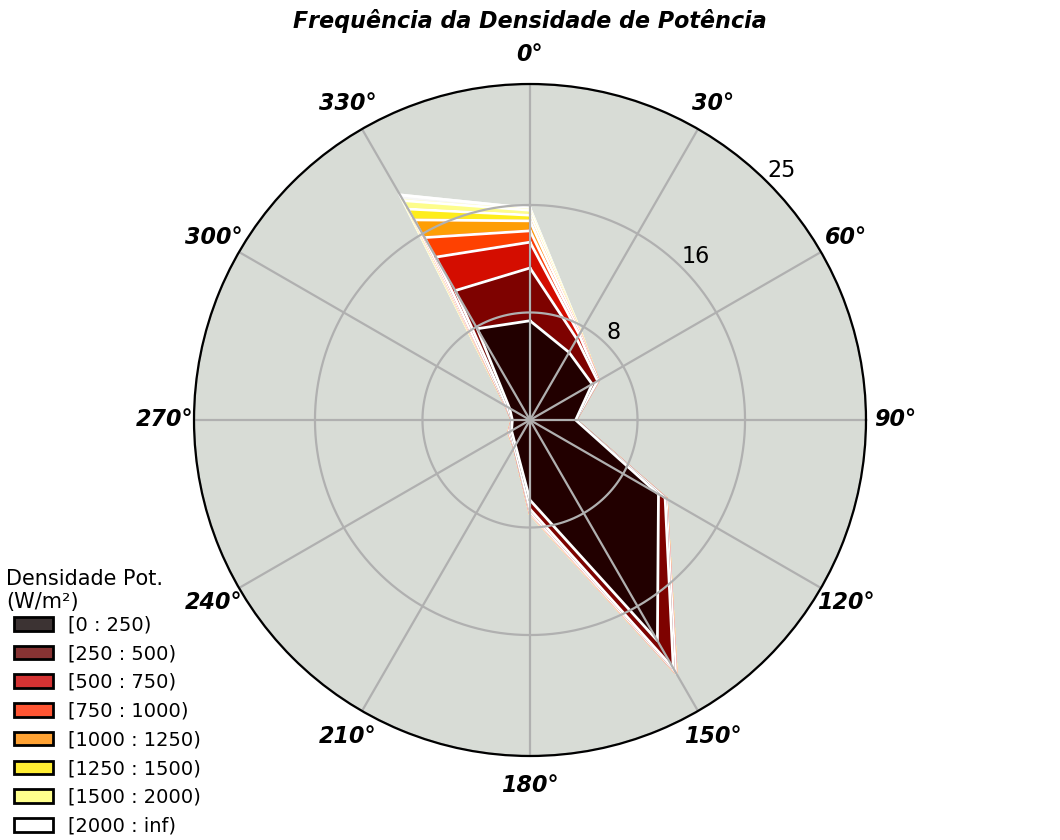 Frequência da Densidade de Potência
0°
330°
30°
25
300°
60°
16
8
270°
90°
240°
120°
210°
150°
180°
Densidade Pot.
(W/m²)
[0 : 250)
[250 : 500)
[500 : 750)
[750 : 1000)
[1000 : 1250)
[1250 : 1500)
[1500 : 2000)
[2000 : inf)